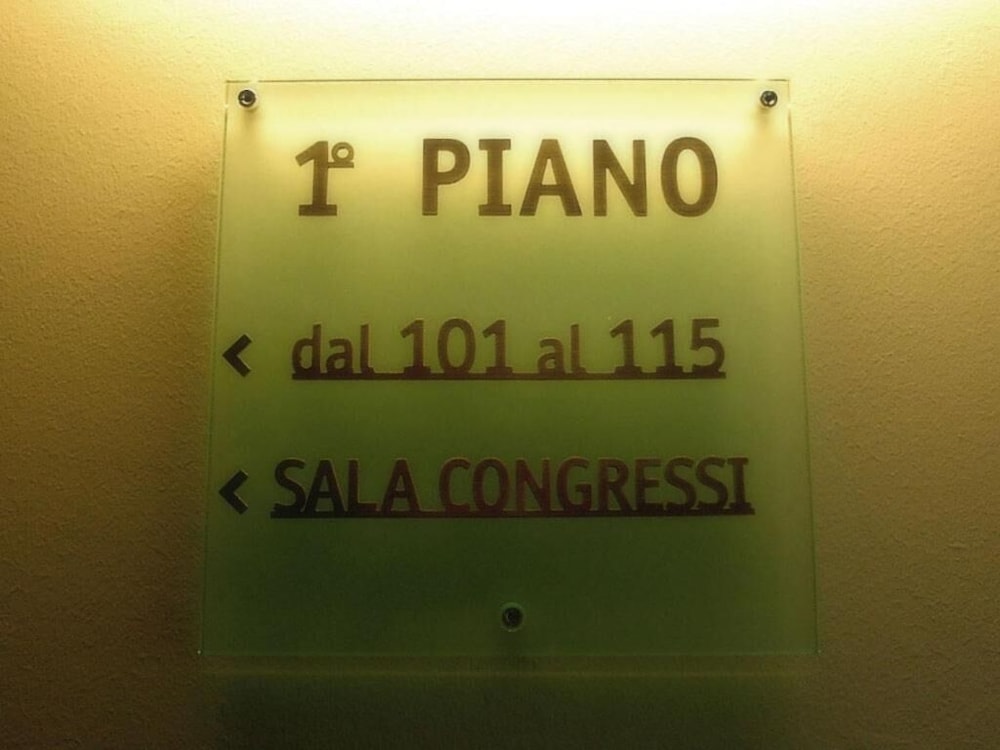 1º PIANO
< dal 101 al 115
< SALA CONGRESSI